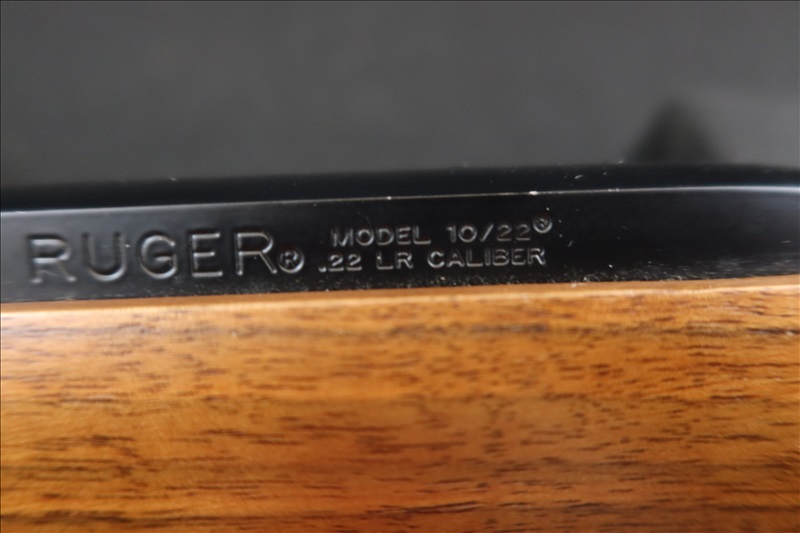 RUGER®
MODEL 10/22®
.22 LR CALIBER